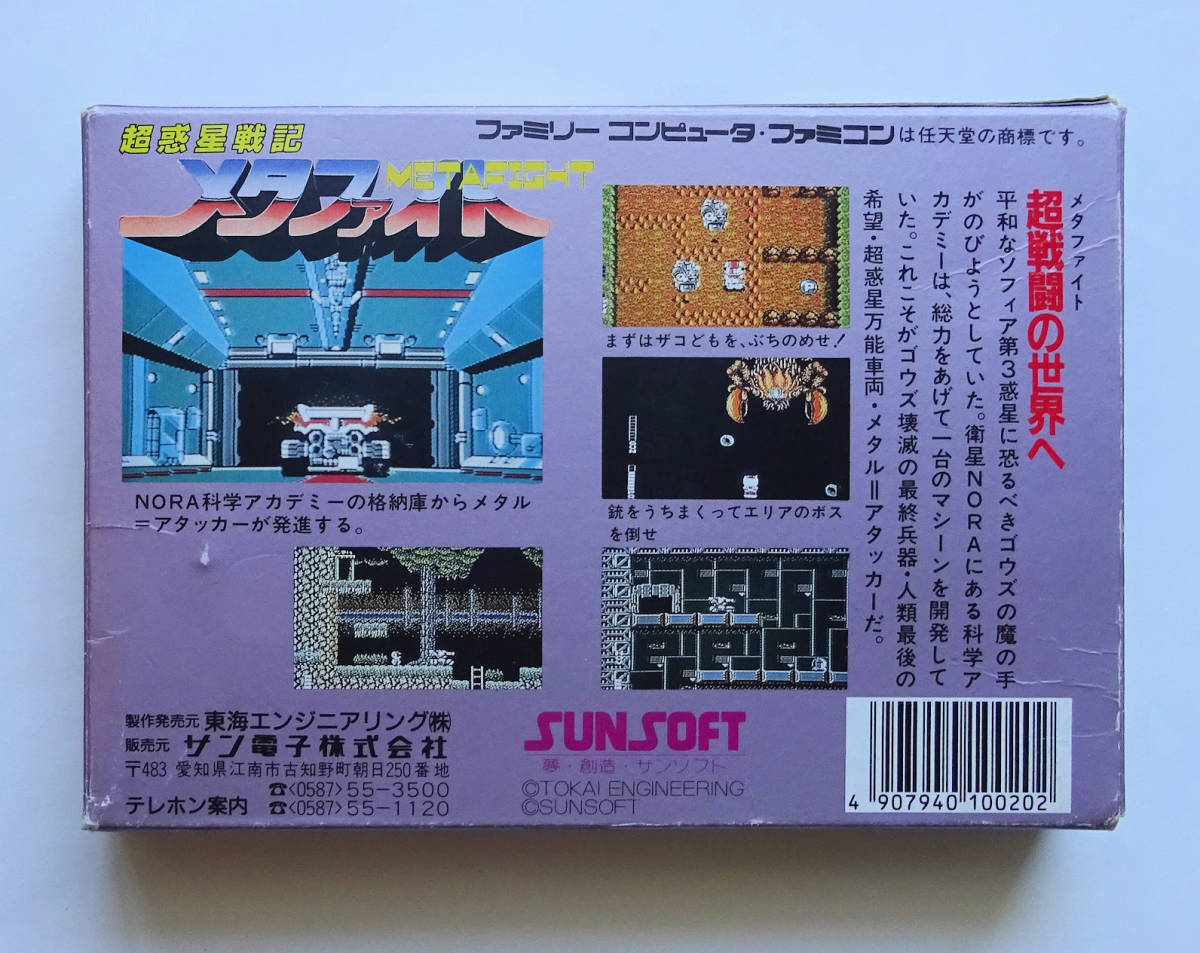 超惑星戦記
メタファイト
METAFIGHT
ファミリー コンピュータ・ファミコンは任天堂の商標です。
メタファイト
超戦闘の世界へ
平和なソフィア第3惑星に恐るべきゴウズの魔の手
がのびようとしていた。衛星NORAにある科学ア
カデミーは、総力をあげて一台のマシーンを開発して
いた。これこそがゴウズ壊滅の最終兵器・人類最後の
希望・超惑星万能車両・メタル=アタッカーだ。
NORA科学アカデミーの格納庫からメタル
=アタッカーが発進する。
まずはザコどもを、ぶちのめせ!
銃をうちまくってエリアのボス
を倒せ
製作発売元 東海エンジニアリング㈱
販売元 サン電子株式会社
〒483 愛知県江南市古知野町朝日250番地
☎<0587>55-3500
テレホン案内 ☎<0587>55-1120
SUNSOFT
夢・創造・サンソフト
©TOKAI ENGINEERING
©SUNSOFT
4 907940 100202